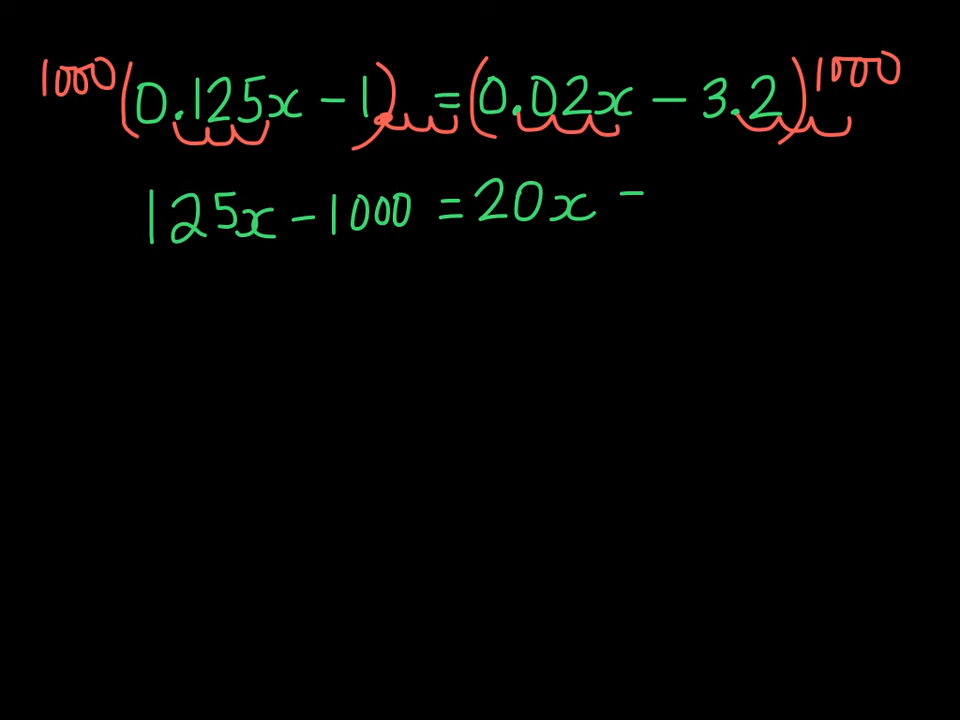 1000(0.125x - 1) = (0.02x - 3.2)1000
125x - 1000 = 20x -